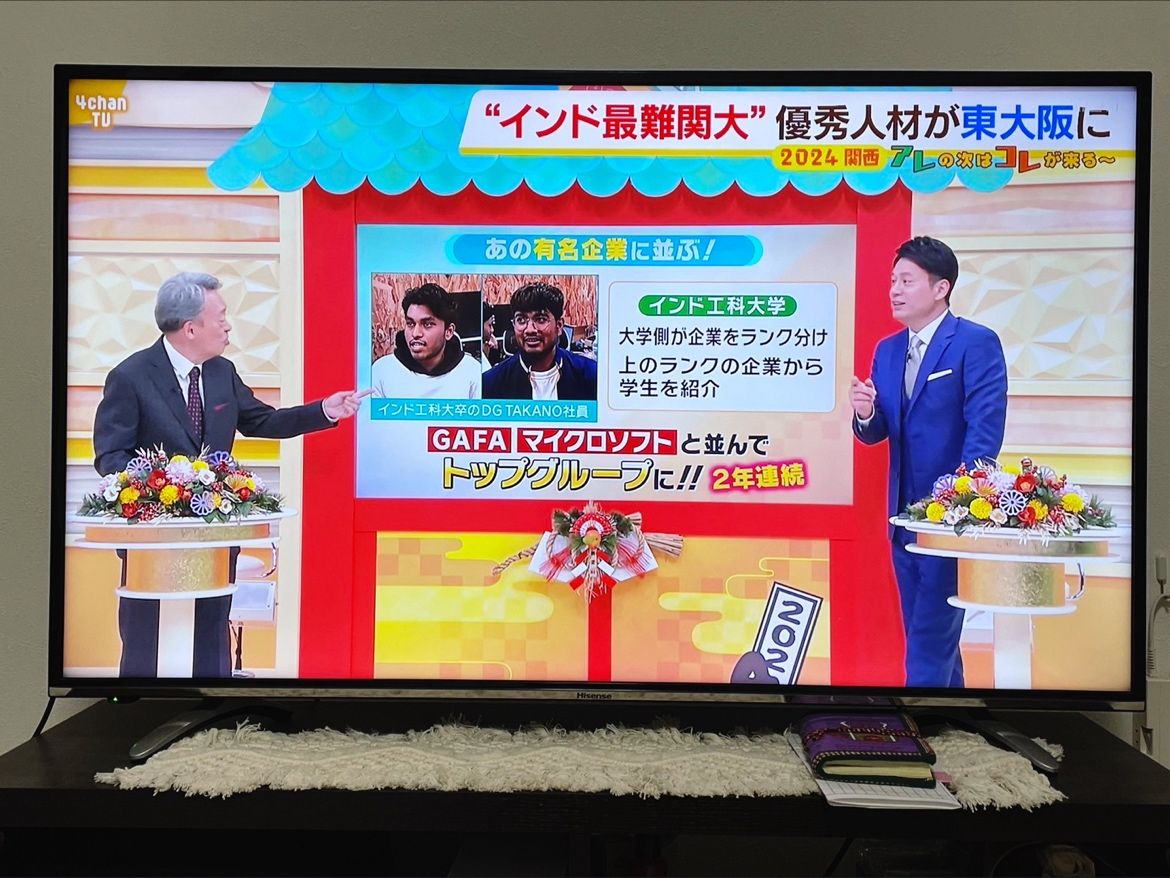 4chan
TV
“インド最難関大”優秀人材が東大阪に
2024 関西 アレの次はコレが来る～
あの有名企業に並ぶ！
インド工科大学
大学側が企業をランク分け
上のランクの企業から
学生を紹介
インド工科大卒のDG TAKANO社員
GAFA マイクロソフト と並んで
トップグループに!! 2年連続
202
Hisense